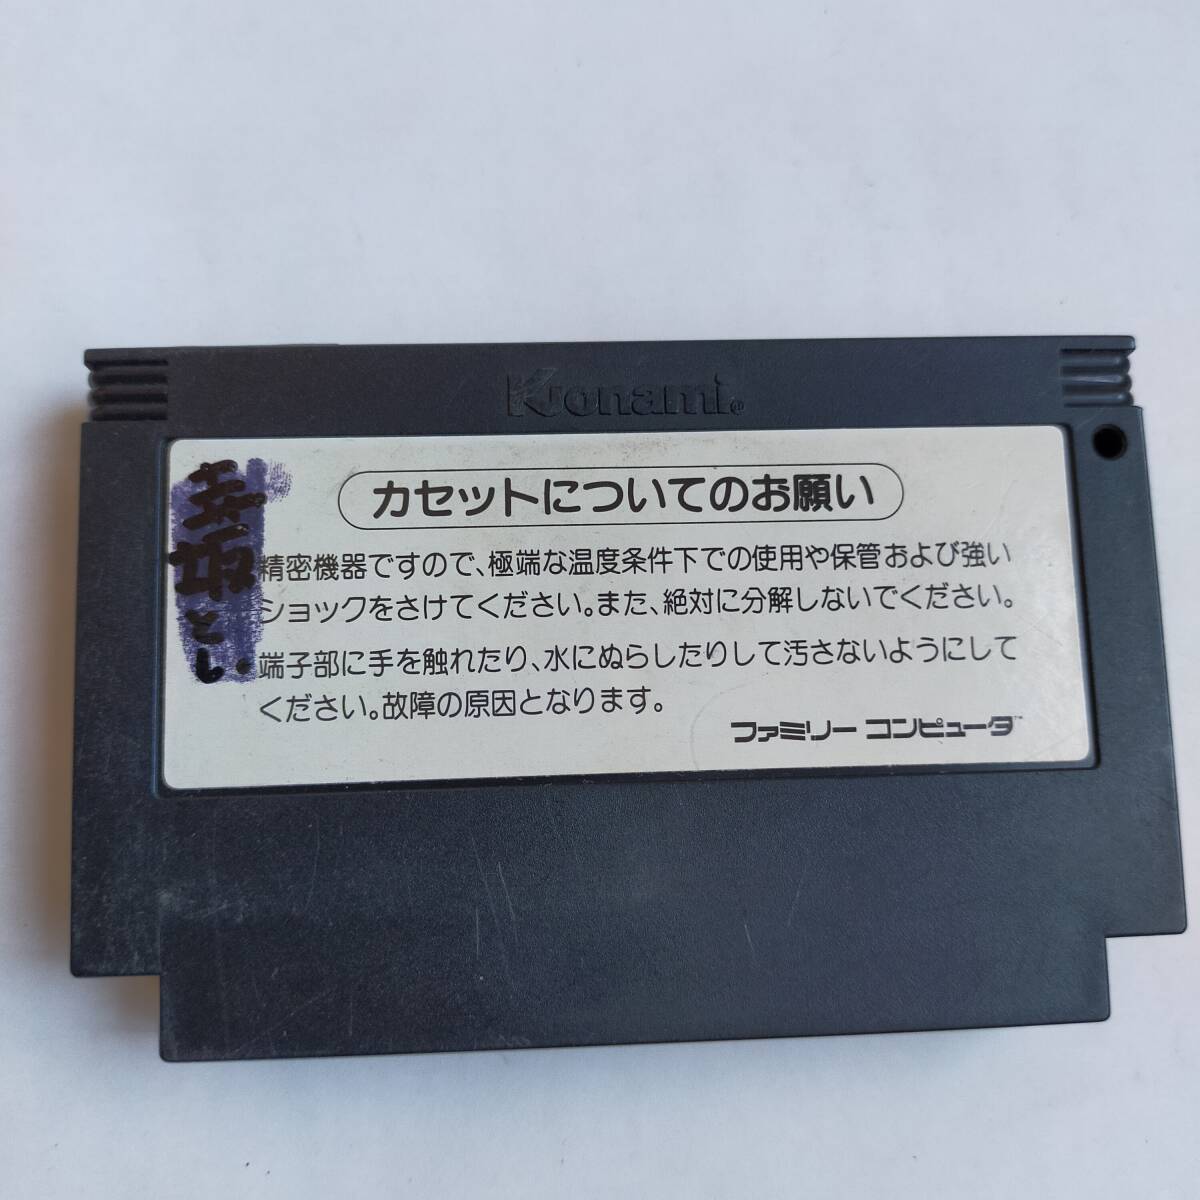 Konami®
カセットについてのお願い
精密機器ですので、極端な温度条件下での使用や保管および強い
ショックをさけてください。また、絶対に分解しないでください。
端子部に手を触れたり、水にぬらしたりして汚さないようにして
ください。故障の原因となります。
ファミリー コンピュータ™